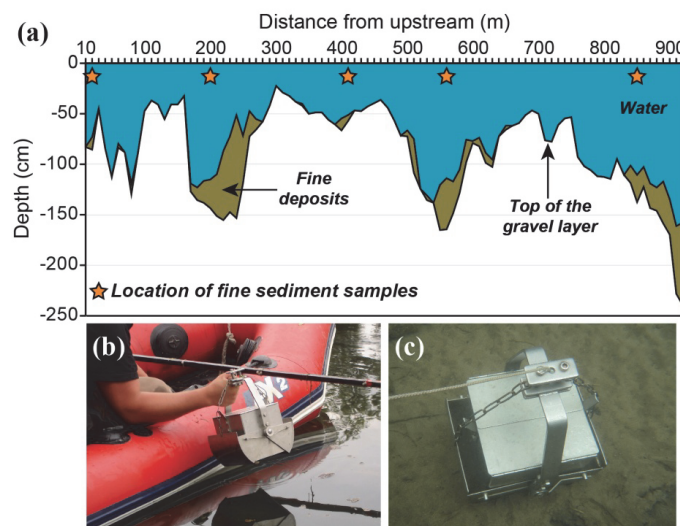 (a)
Distance from upstream (m)
10 100 200 300 400 500 600 700 800 900
0
-50
-100
-150
-200
-250
Depth (cm)
Water
Fine
deposits
Top of the
gravel layer
Location of fine sediment samples
(b)
(c)